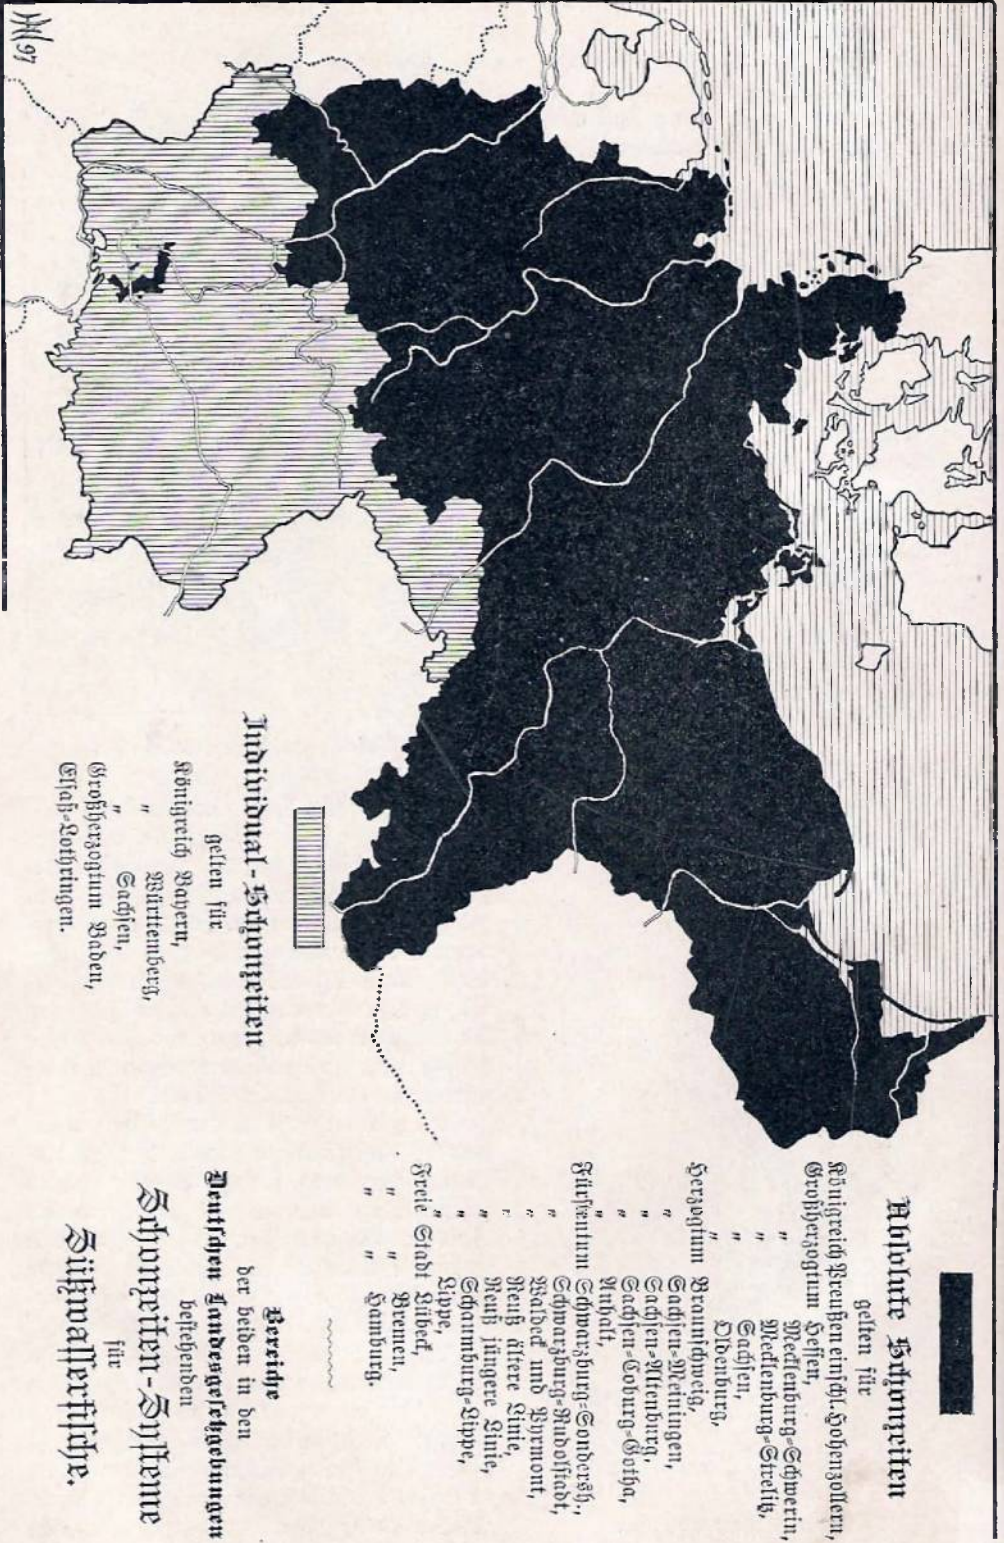 Absolute Schonzeiten
gelten für
Königreich Preußen einschl. Hohenzollern,
Großherzogtum Hessen,
" Mecklenburg-Schwerin,
" Mecklenburg-Strelitz,
" Sachsen,
" Oldenburg,
Herzogtum Braunschweig,
" Sachsen-Meiningen,
" Sachsen-Altenburg,
" Sachsen-Coburg-Gotha,
" Anhalt,
Fürstentum Schwarzburg-Sondersh.,
" Schwarzburg-Rudolstadt,
" Waldeck und Pyrmont,
" Reuß ältere Linie,
" Reuß jüngere Linie,
" Schaumburg-Lippe,
" Lippe,
Freie Stadt Lübeck,
" " Bremen,
" " Hamburg.
Individual-Schonzeiten
gelten für
Königreich Bayern,
" Württemberg,
" Sachsen,
Großherzogtum Baden,
Elsaß-Lothringen.
Bereiche
der beiden in den
Deutschen Landesgesetzgebungen
bestehenden
Schonzeiten-Systeme
für
Süßwasserfische.